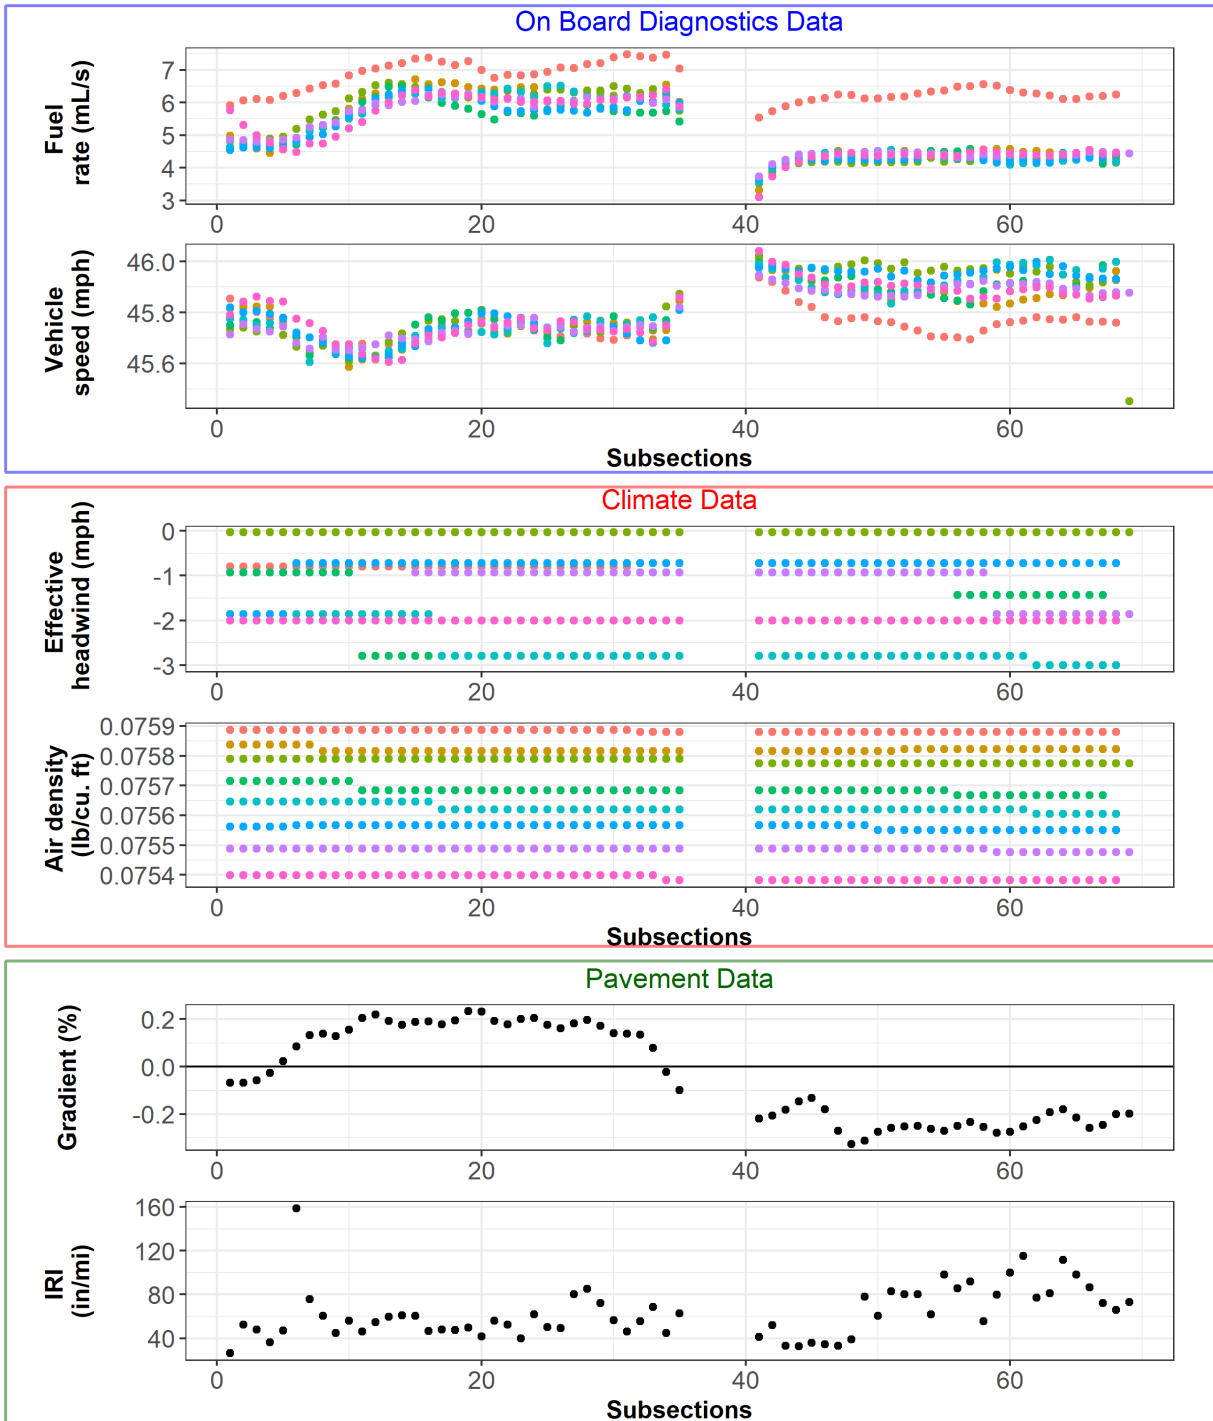 On Board Diagnostics Data
Fuel
rate (mL/s)
7
6
5
4
3
0 20 40 60
Vehicle
speed (mph)
46.0
45.8
45.6
0 20 40 60
Subsections
Climate Data
Effective
headwind (mph)
0
-1
-2
-3
0 20 40 60
Air density
(lb/cu. ft)
0.0759
0.0758
0.0757
0.0756
0.0755
0.0754
0 20 40 60
Subsections
Pavement Data
Gradient (%)
0.2
0.0
-0.2
0 20 40 60
IRI
(in/mi)
160
120
80
40
0 20 40 60
Subsections